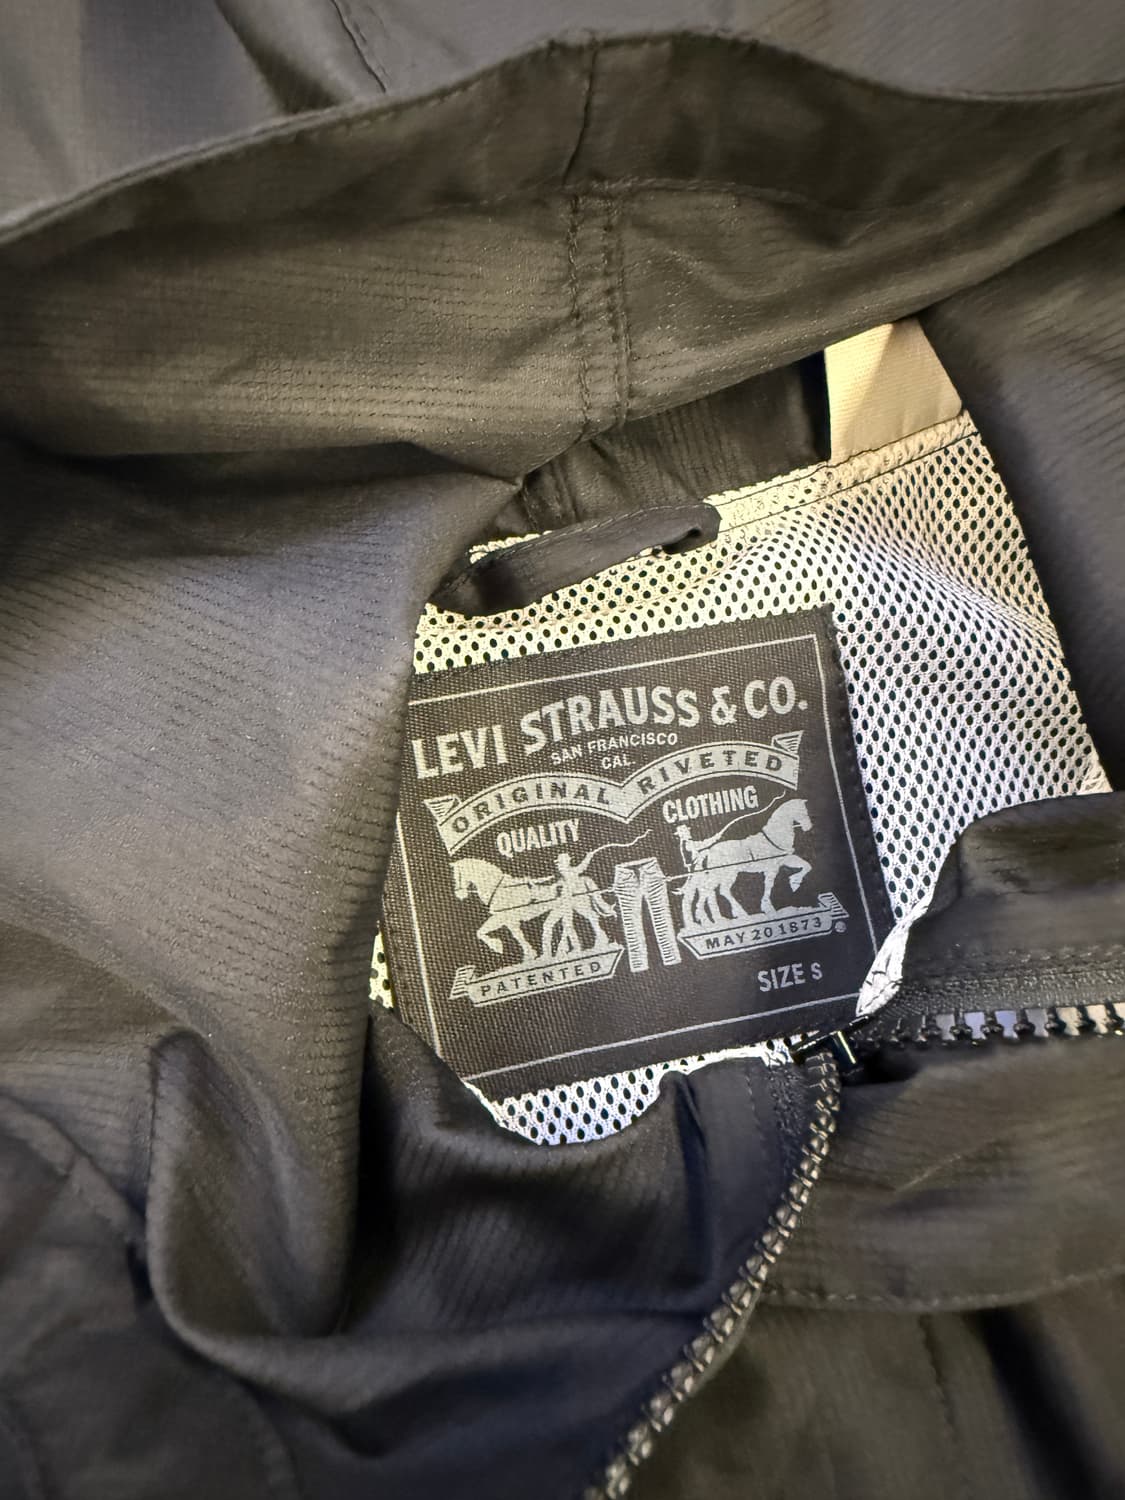 LEVI STRAUSS & CO.
SAN FRANCISCO
CAL.
ORIGINAL RIVETED
QUALITY CLOTHING
PATENTED MAY 20 1873 ®
SIZE S